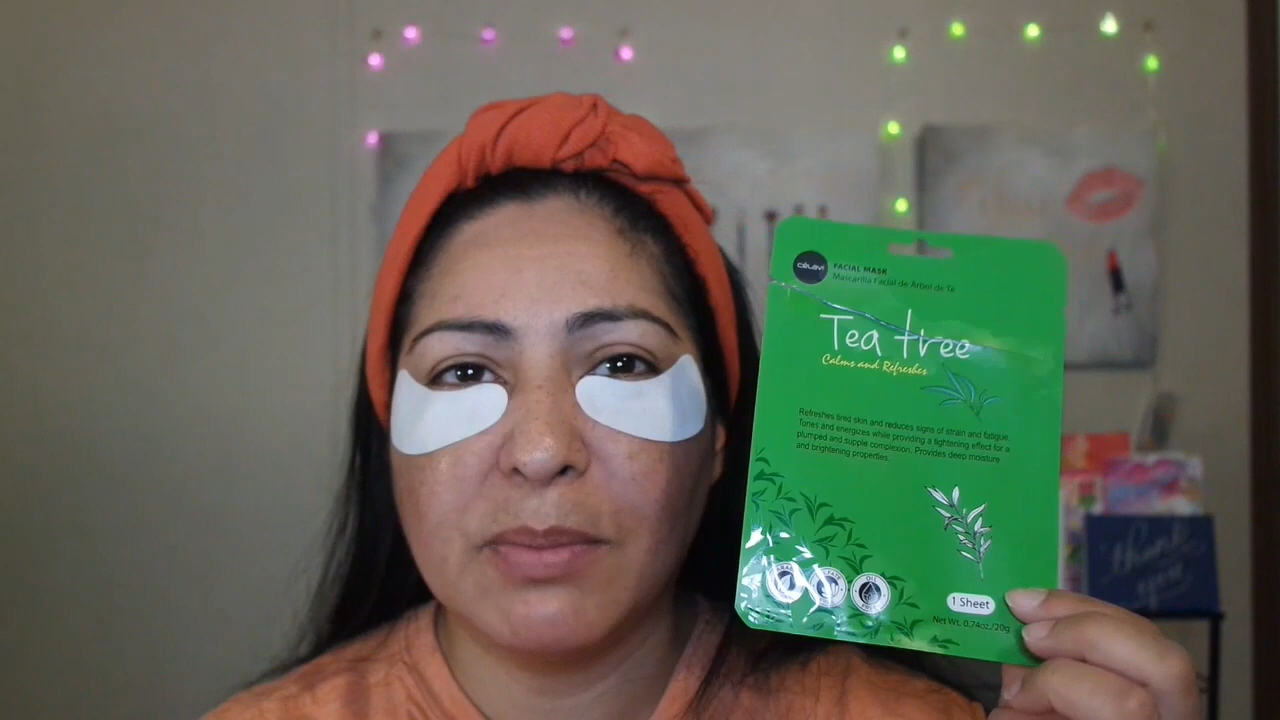 CéLavi
FACIAL MASK
Mascarilla Facial de Árbol de Té
Tea tree
Calms and Refreshes
Refreshes tired skin and reduces signs of strain and fatigue.
Tones and energizes while providing a tightening effect for a
plumped and supple complexion. Provides deep moisture
and brightening properties.
OIL
1 Sheet
Net Wt. 0.74oz./20g
thank
you